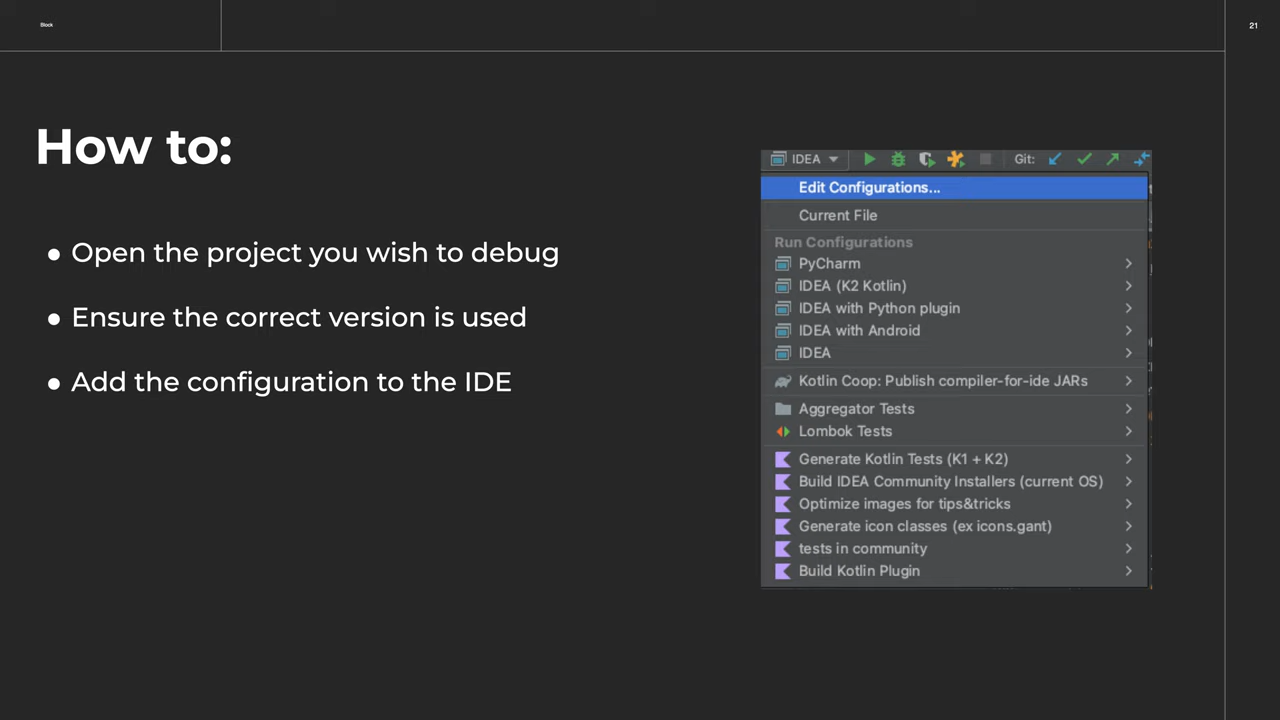 Block
21
How to:
● Open the project you wish to debug
● Ensure the correct version is used
● Add the configuration to the IDE
IDEA
Git:
Edit Configurations...
Current File
Run Configurations
PyCharm
IDEA (K2 Kotlin)
IDEA with Python plugin
IDEA with Android
IDEA
Kotlin Coop: Publish compiler-for-ide JARs
Aggregator Tests
Lombok Tests
Generate Kotlin Tests (K1 + K2)
Build IDEA Community Installers (current OS)
Optimize images for tips&tricks
Generate icon classes (ex icons.gant)
tests in community
Build Kotlin Plugin